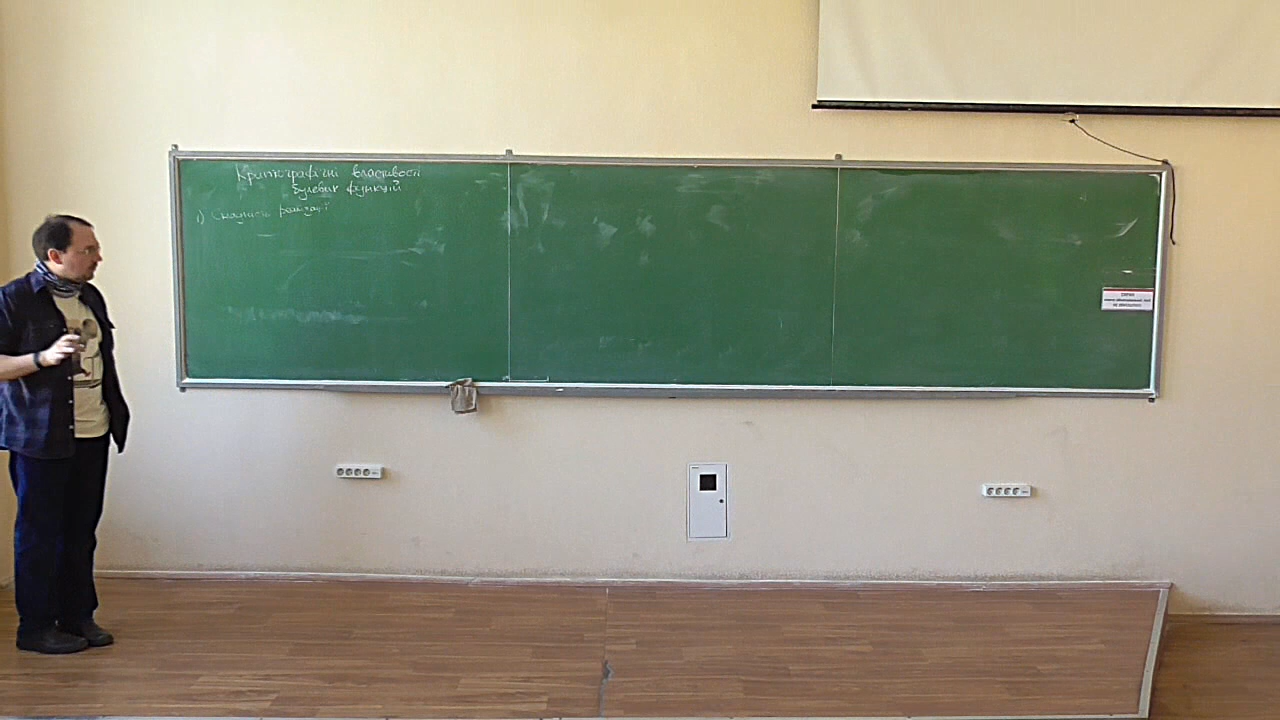 Криптографічні властивості
булевих функцій
1) Складність реалізації